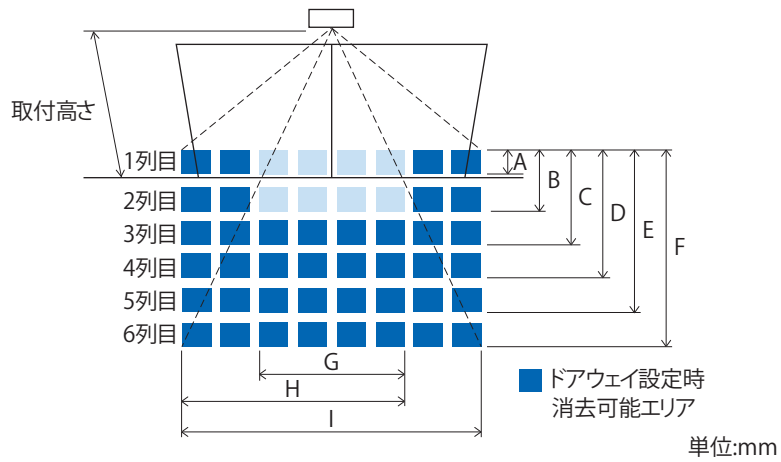 取付高さ
1列目
2列目
3列目
4列目
5列目
6列目
A
B
C
D
E
F
G
H
I
ドアウェイ設定時
消去可能エリア
単位:mm